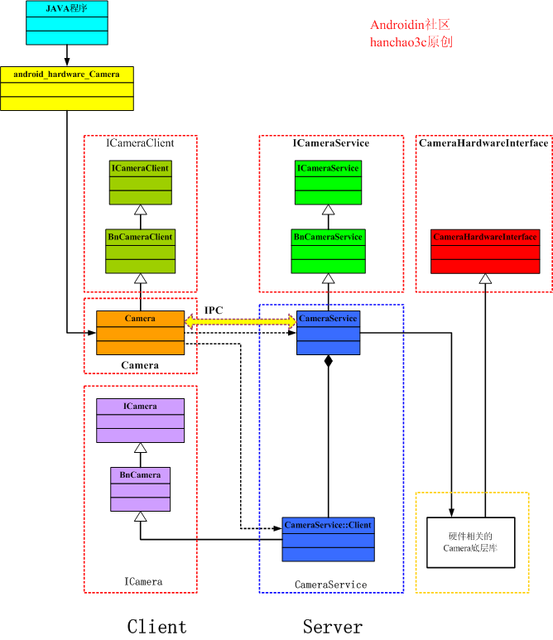 JAVA程序
Androidin社区
hanchao3c原创
android_hardware_Camera
ICameraClient
ICameraService
CameraHardwareInterface
ICameraClient
ICameraService
BnCameraClient
BnCameraService
CameraHardwareInterface
IPC
Camera
CameraService
Camera
ICamera
BnCamera
CameraService::Client
硬件相关的
Camera底层库
ICamera
CameraService
Client
Server